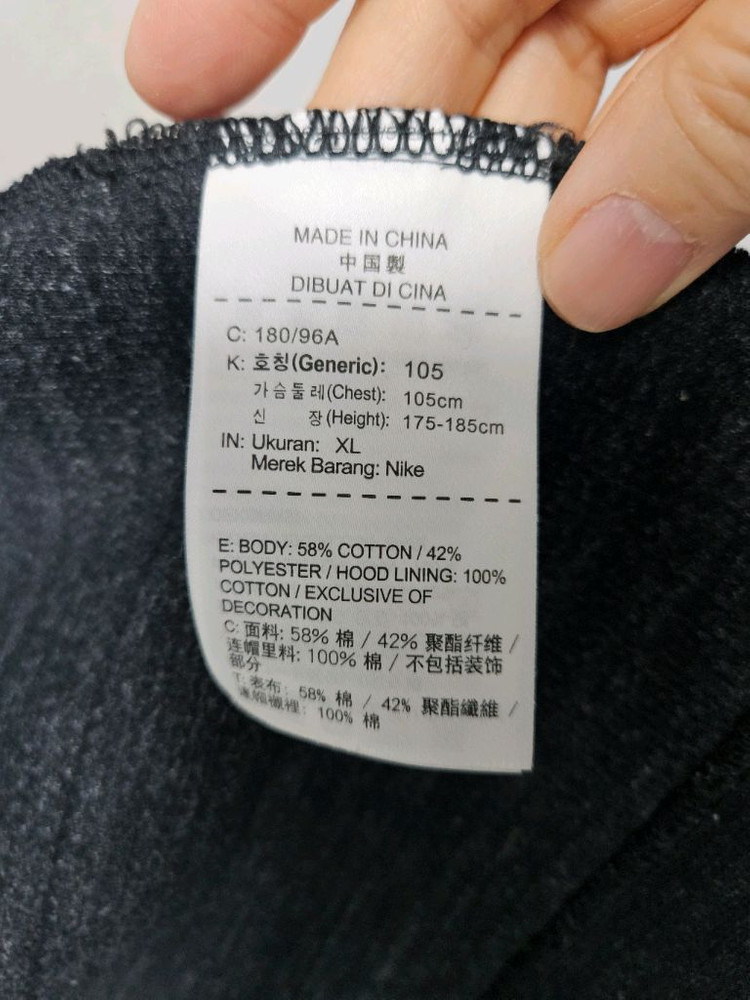 MADE IN CHINA
中国製
DIBUAT DI CINA
C: 180/96A
K: 호칭(Generic): 105
가슴둘레(Chest): 105cm
신 장(Height): 175-185cm
IN: Ukuran: XL
Merek Barang: Nike
E: BODY: 58% COTTON / 42%
POLYESTER / HOOD LINING: 100%
COTTON / EXCLUSIVE OF
DECORATION
C: 面料: 58% 棉 / 42% 聚酯纤维 /
连帽里料: 100% 棉 / 不包括装饰
部分
T: 表布: 58% 棉 / 42% 聚酯纖維 /
連帽襯裡: 100% 棉